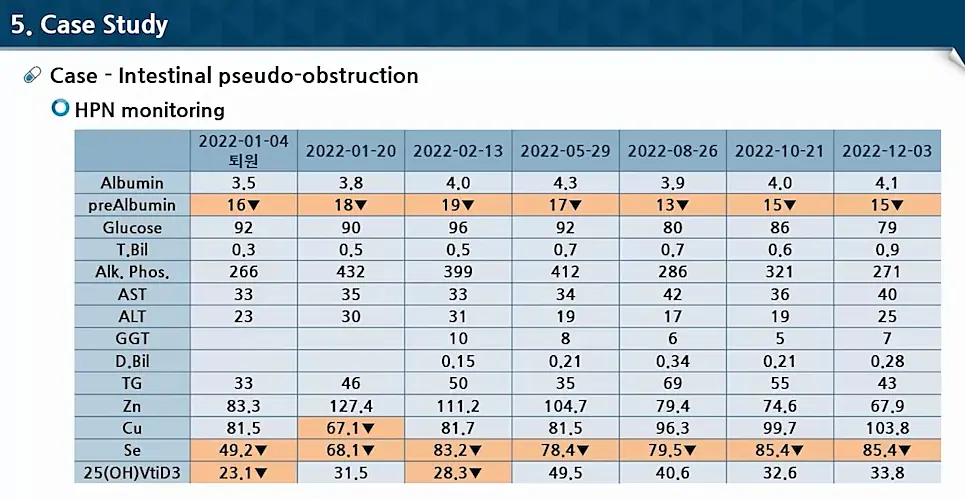 5. Case Study
Case - Intestinal pseudo-obstruction
HPN monitoring
2022-01-04 퇴원 2022-01-20 2022-02-13 2022-05-29 2022-08-26 2022-10-21 2022-12-03
Albumin 3.5 3.8 4.0 4.3 3.9 4.0 4.1
preAlbumin 16▼ 18▼ 19▼ 17▼ 13▼ 15▼ 15▼
Glucose 92 90 96 92 80 86 79
T.Bil 0.3 0.5 0.5 0.7 0.7 0.6 0.9
Alk. Phos. 266 432 399 412 286 321 271
AST 33 35 33 34 42 36 40
ALT 23 30 31 19 17 19 25
GGT 10 8 6 5 7
D.Bil 0.15 0.21 0.34 0.21 0.28
TG 33 46 50 35 69 55 43
Zn 83.3 127.4 111.2 104.7 79.4 74.6 67.9
Cu 81.5 67.1▼ 81.7 81.5 96.3 99.7 103.8
Se 49.2▼ 68.1▼ 83.2▼ 78.4▼ 79.5▼ 85.4▼ 85.4▼
25(OH)VtiD3 23.1▼ 31.5 28.3▼ 49.5 40.6 32.6 33.8